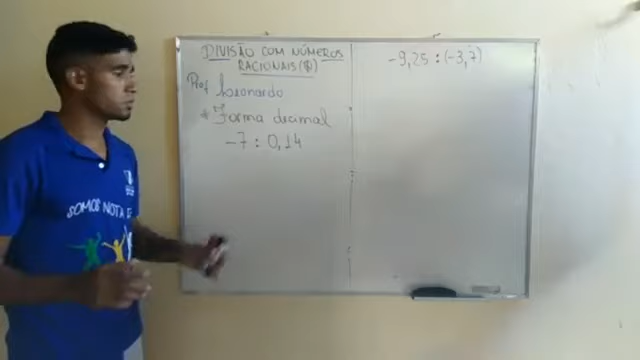 DIVISÃO COM NÚMEROS
RACIONAIS (Q)
Prof Leonardo
* Forma decimal
-7 : 0,14
-9,25 : (-3,7)
SOMOS NOTA